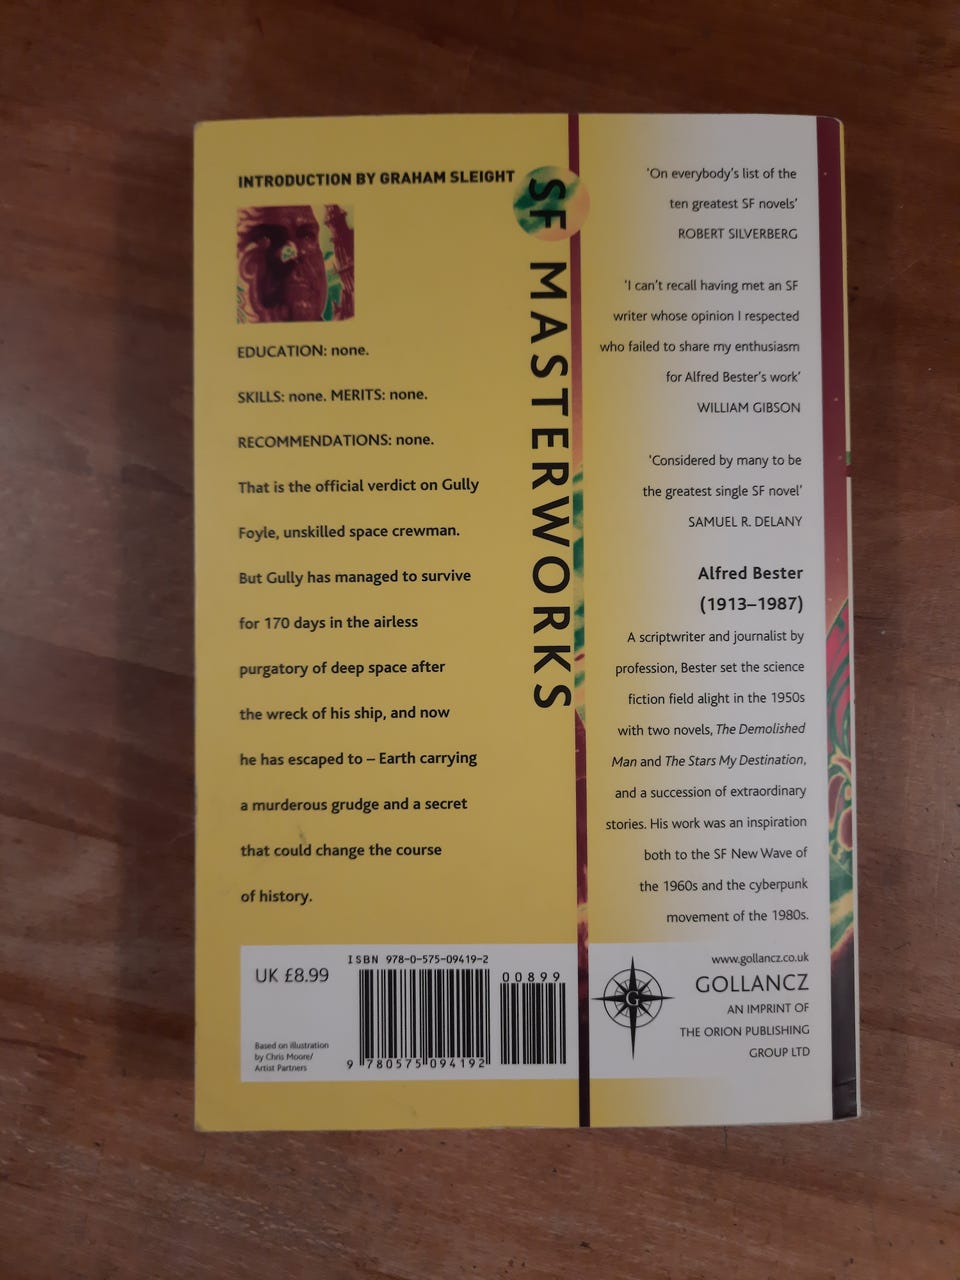 INTRODUCTION BY GRAHAM SLEIGHT
EDUCATION: none.
SKILLS: none. MERITS: none.
RECOMMENDATIONS: none.
That is the official verdict on Gully
Foyle, unskilled space crewman.
But Gully has managed to survive
for 170 days in the airless
purgatory of deep space after
the wreck of his ship, and now
he has escaped to – Earth carrying
a murderous grudge and a secret
that could change the course
of history.
SF MASTERWORKS
'On everybody's list of the
ten greatest SF novels'
ROBERT SILVERBERG
'I can't recall having met an SF
writer whose opinion I respected
who failed to share my enthusiasm
for Alfred Bester's work'
WILLIAM GIBSON
'Considered by many to be
the greatest single SF novel'
SAMUEL R. DELANY
Alfred Bester
(1913–1987)
A scriptwriter and journalist by
profession, Bester set the science
fiction field alight in the 1950s
with two novels, The Demolished
Man and The Stars My Destination,
and a succession of extraordinary
stories. His work was an inspiration
both to the SF New Wave of
the 1960s and the cyberpunk
movement of the 1980s.
UK £8.99
Based on illustration
by Chris Moore/
Artist Partners
ISBN 978-0-575-09419-2
00899
9 780575 094192
G
www.gollancz.co.uk
GOLLANCZ
AN IMPRINT OF
THE ORION PUBLISHING
GROUP LTD